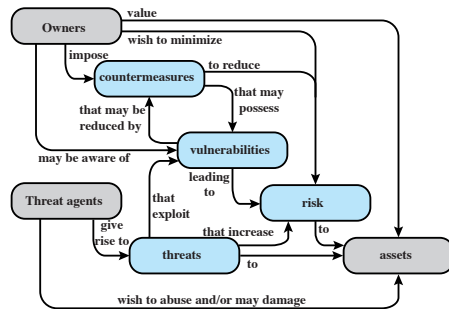 value
Owners
wish to minimize
impose
to reduce
countermeasures
that may
possess
that may be
reduced by
may be aware of
vulnerabilities
leading
to
Threat agents
that
exploit
risk
give
rise to
that increase
to
threats
to
assets
wish to abuse and/or may damage